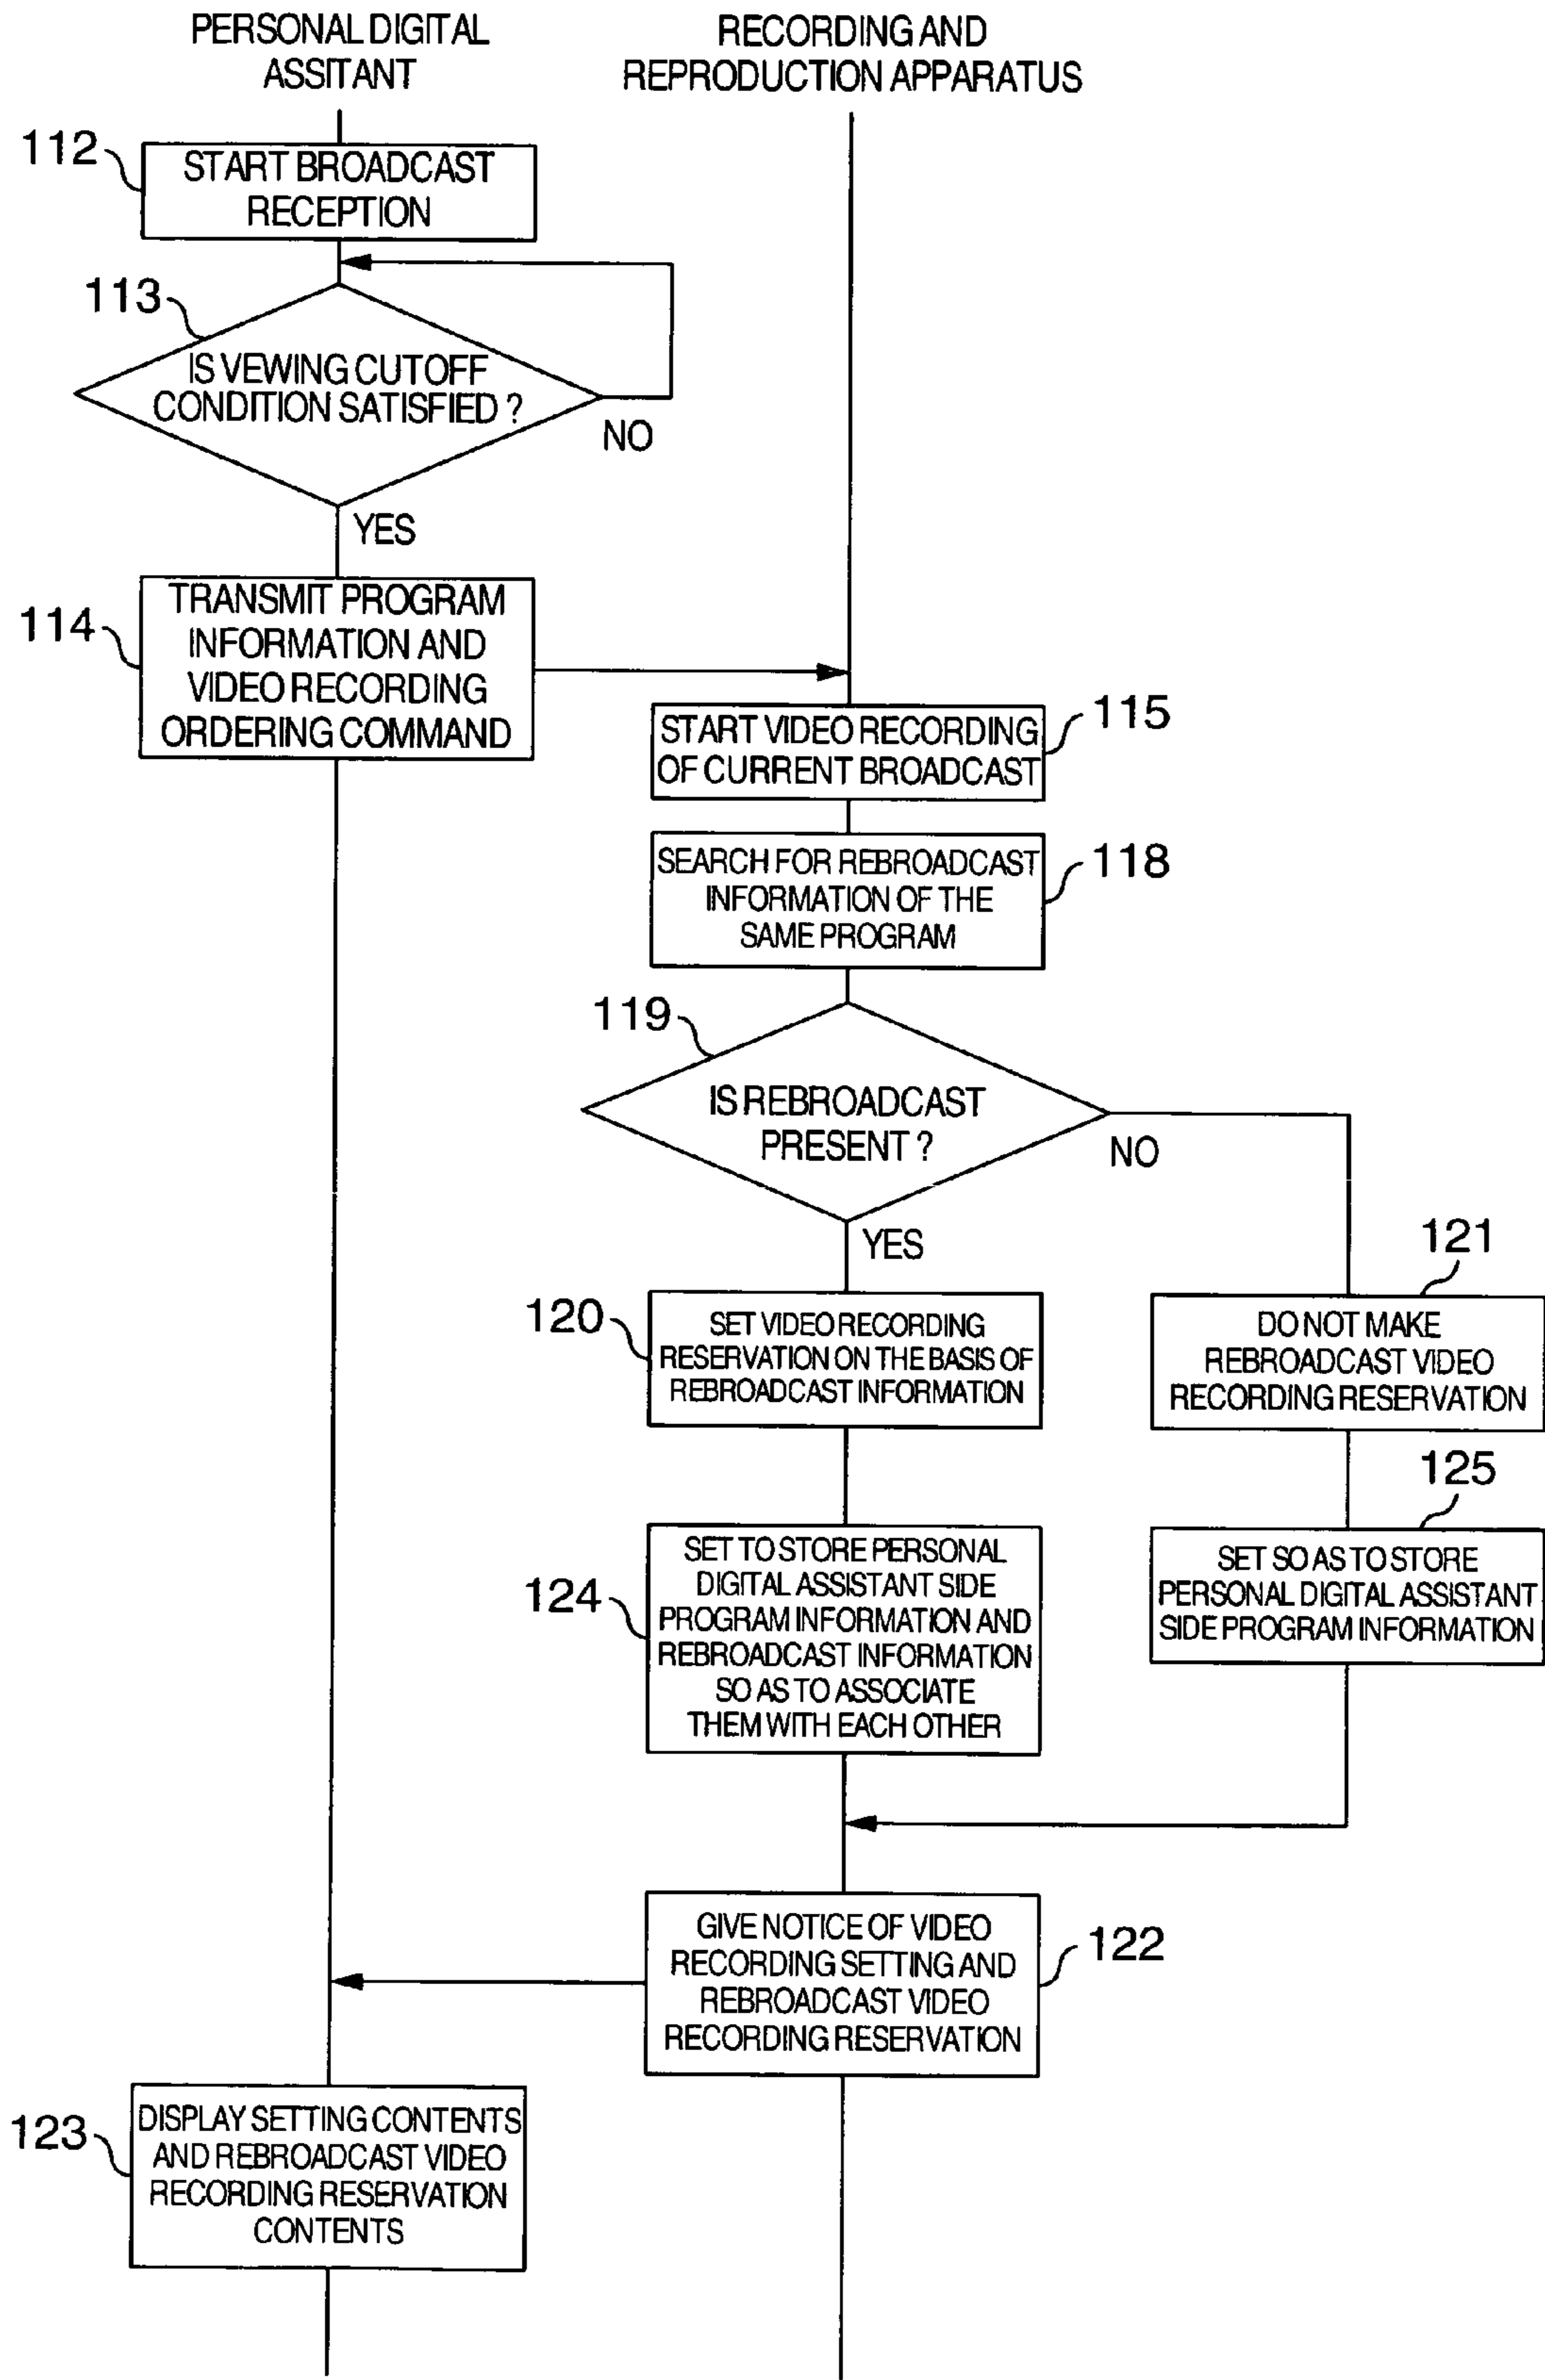 PERSONAL DIGITAL
ASSITANT
RECORDING AND
REPRODUCTION APPARATUS
112
START BROADCAST
RECEPTION
113
IS VEWING CUTOFF
CONDITION SATISFIED ?
NO
YES
114
TRANSMIT PROGRAM
INFORMATION AND
VIDEO RECORDING
ORDERING COMMAND
115
START VIDEO RECORDING
OF CURRENT BROADCAST
118
SEARCH FOR REBROADCAST
INFORMATION OF THE
SAME PROGRAM
119
IS REBROADCAST
PRESENT ?
NO
YES
120
SET VIDEO RECORDING
RESERVATION ON THE BASIS OF
REBROADCAST INFORMATION
121
DO NOT MAKE
REBROADCAST VIDEO
RECORDING RESERVATION
124
SET TO STORE PERSONAL
DIGITAL ASSISTANT SIDE
PROGRAM INFORMATION AND
REBROADCAST INFORMATION
SO AS TO ASSOCIATE
THEM WITH EACH OTHER
125
SET SO AS TO STORE
PERSONAL DIGITAL ASSISTANT
SIDE PROGRAM INFORMATION
122
GIVE NOTICE OF VIDEO
RECORDING SETTING AND
REBROADCAST VIDEO
RECORDING RESERVATION
123
DISPLAY SETTING CONTENTS
AND REBROADCAST VIDEO
RECORDING RESERVATION
CONTENTS